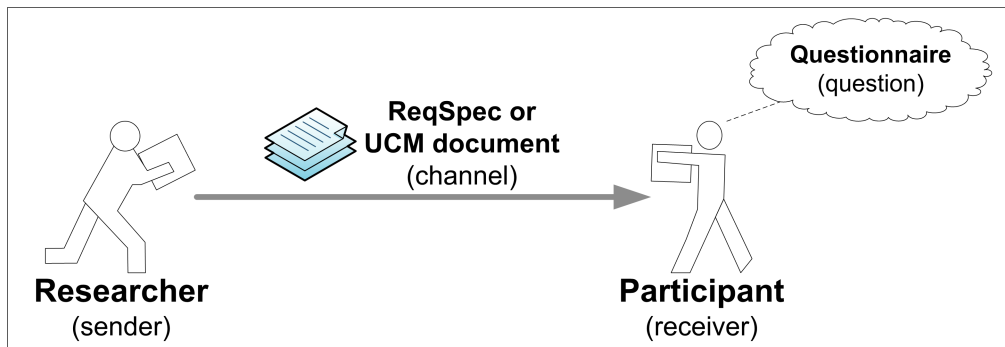 Questionnaire
(question)
ReqSpec or
UCM document
(channel)
Researcher
(sender)
Participant
(receiver)